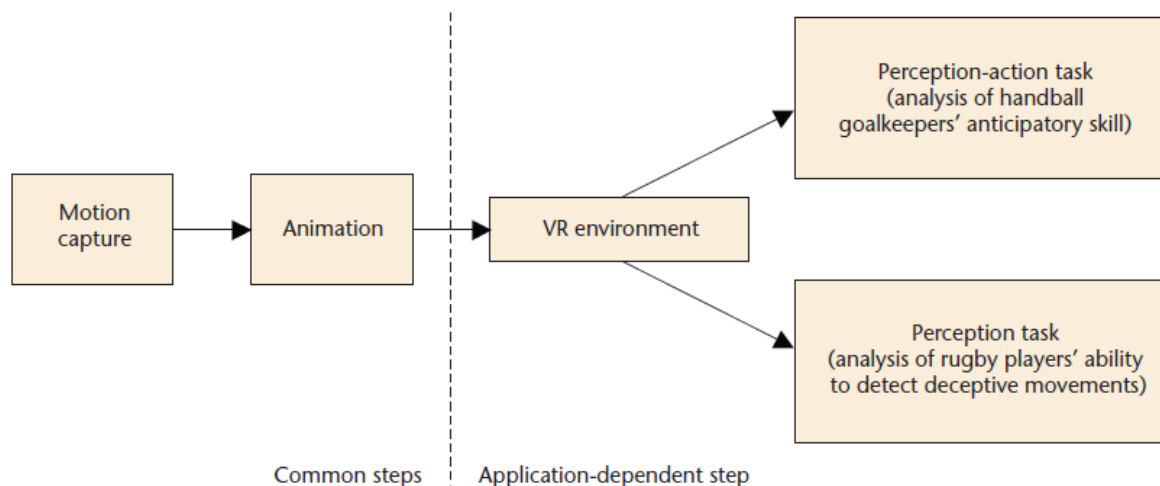 Motion
capture
Animation
VR environment
Perception-action task
(analysis of handball
goalkeepers’ anticipatory skill)
Perception task
(analysis of rugby players’ ability
to detect deceptive movements)
Common steps
Application-dependent step